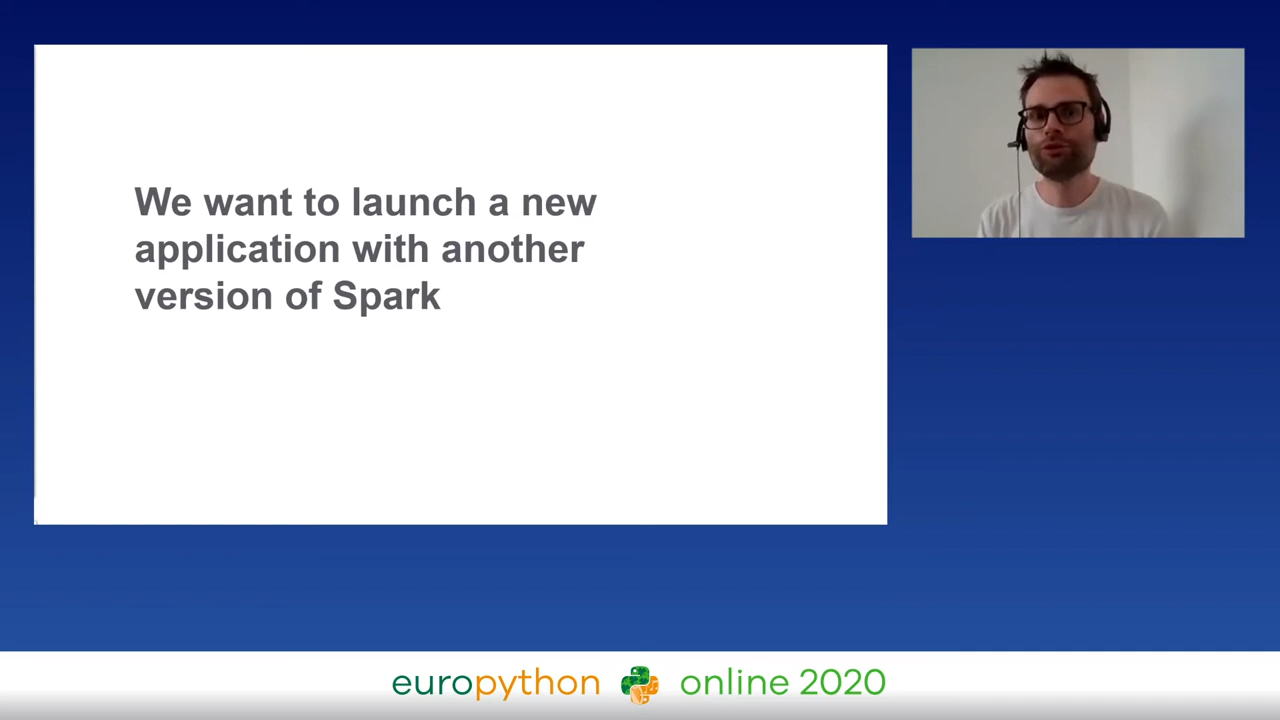 We want to launch a new
application with another
version of Spark
europython online 2020